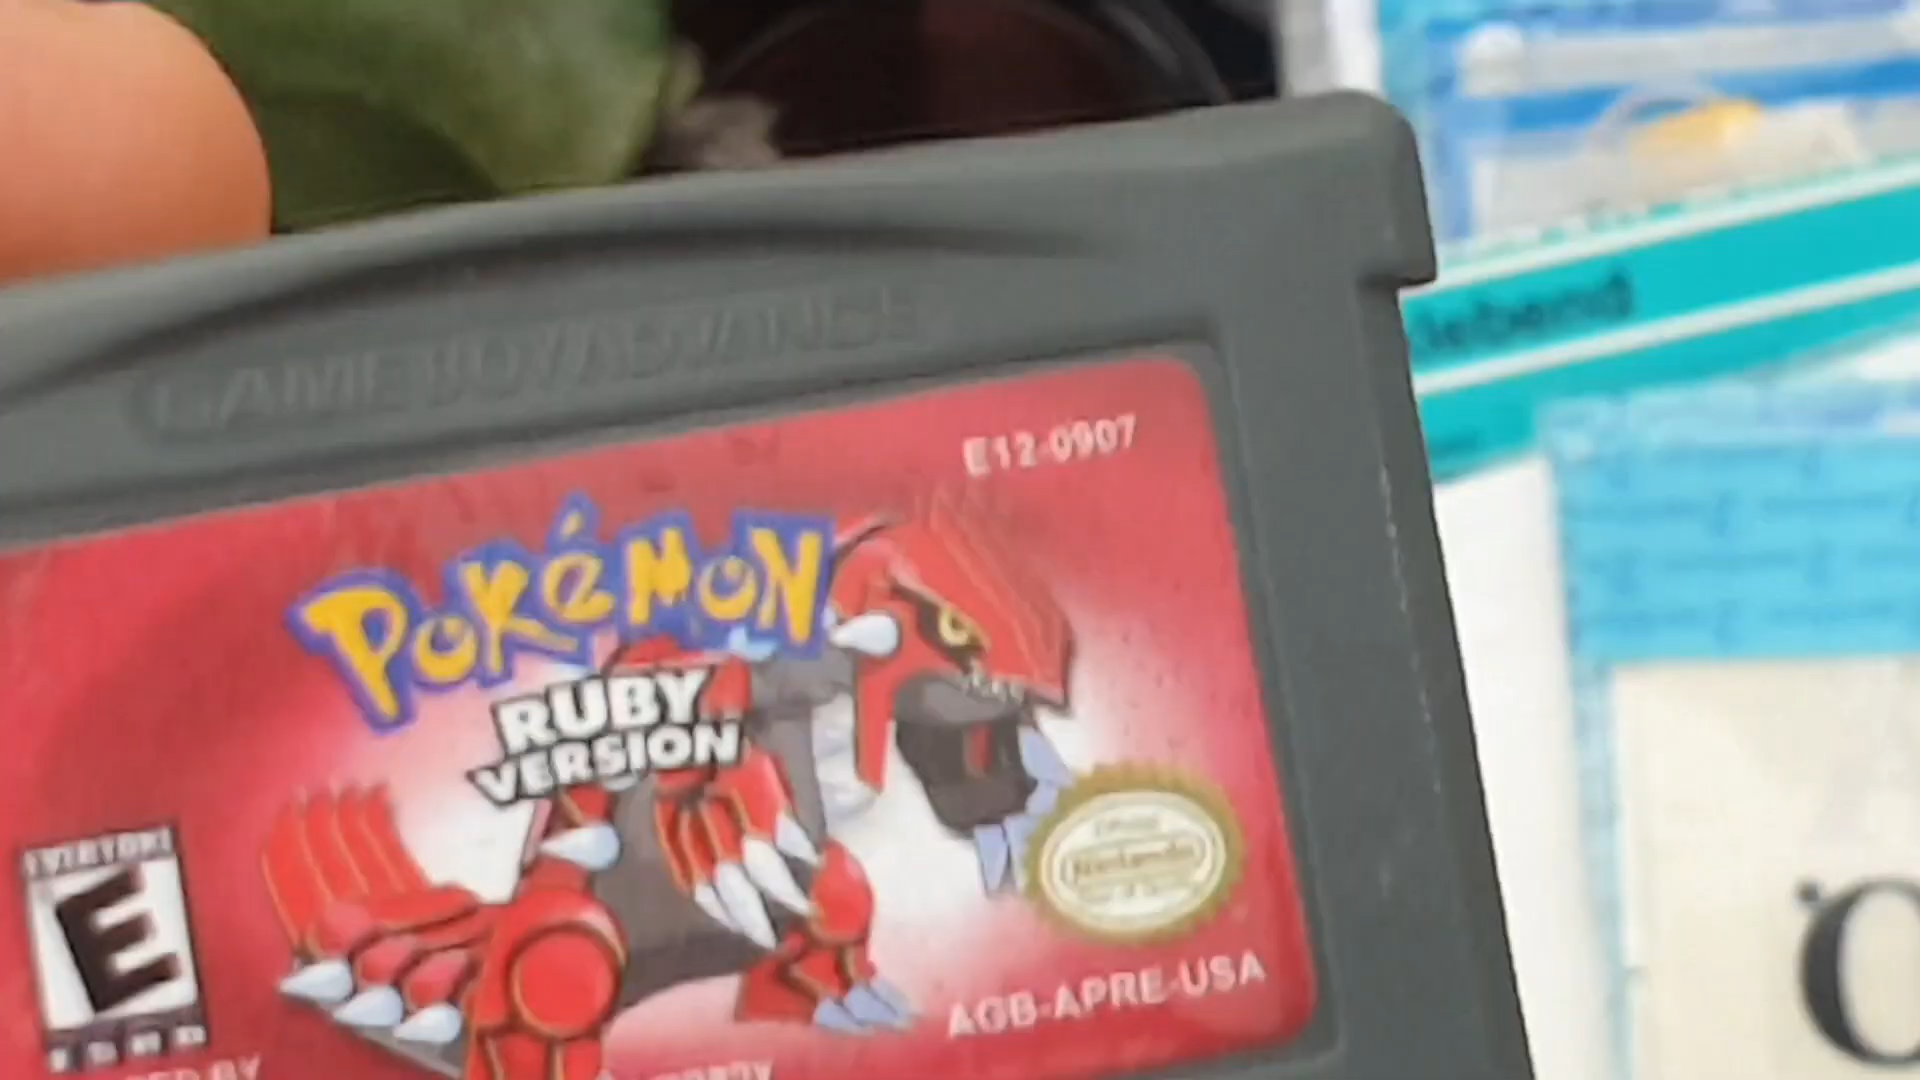 GAME BOY ADVANCE
E12-0907
POKéMON
RUBY
VERSION
EVERYONE
E
Nintendo
AGB-APRE-USA